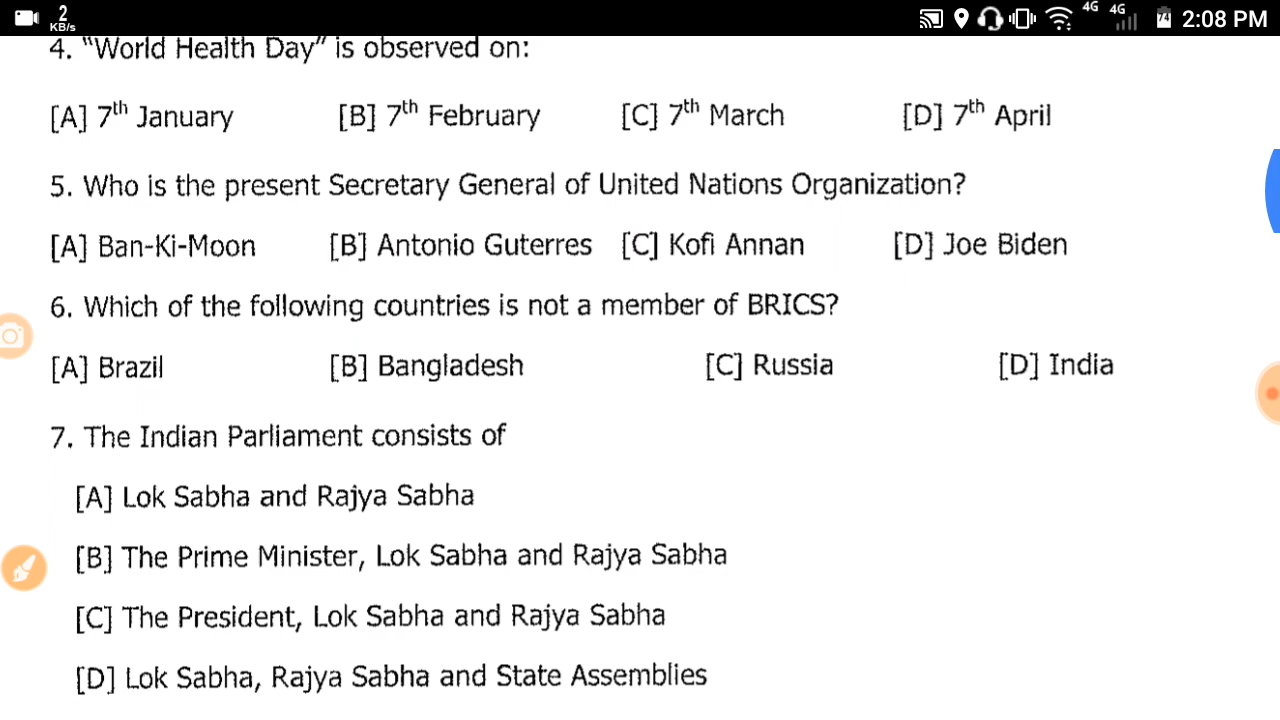 2
KB/s
4G 4G 74 2:08 PM
4. "World Health Day" is observed on:
[A] 7th January [B] 7th February [C] 7th March [D] 7th April
5. Who is the present Secretary General of United Nations Organization?
[A] Ban-Ki-Moon [B] Antonio Guterres [C] Kofi Annan [D] Joe Biden
6. Which of the following countries is not a member of BRICS?
[A] Brazil [B] Bangladesh [C] Russia [D] India
7. The Indian Parliament consists of
[A] Lok Sabha and Rajya Sabha
[B] The Prime Minister, Lok Sabha and Rajya Sabha
[C] The President, Lok Sabha and Rajya Sabha
[D] Lok Sabha, Rajya Sabha and State Assemblies